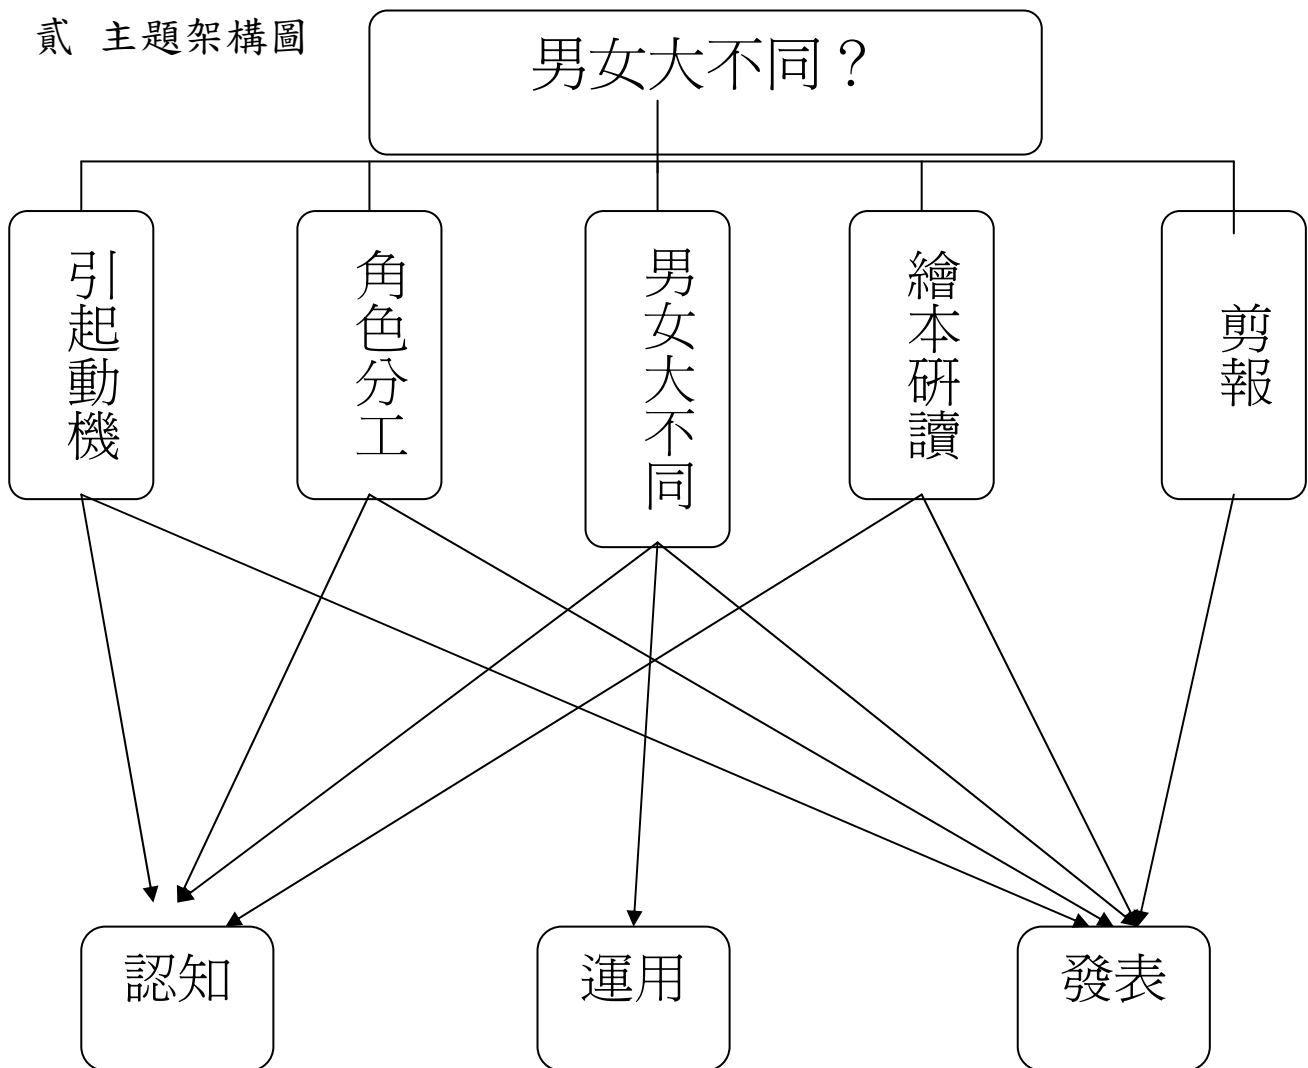 貳 主題架構圖
男女大不同？
引起動機
角色分工
男女大不同
繪本研讀
剪報
認知
運用
發表